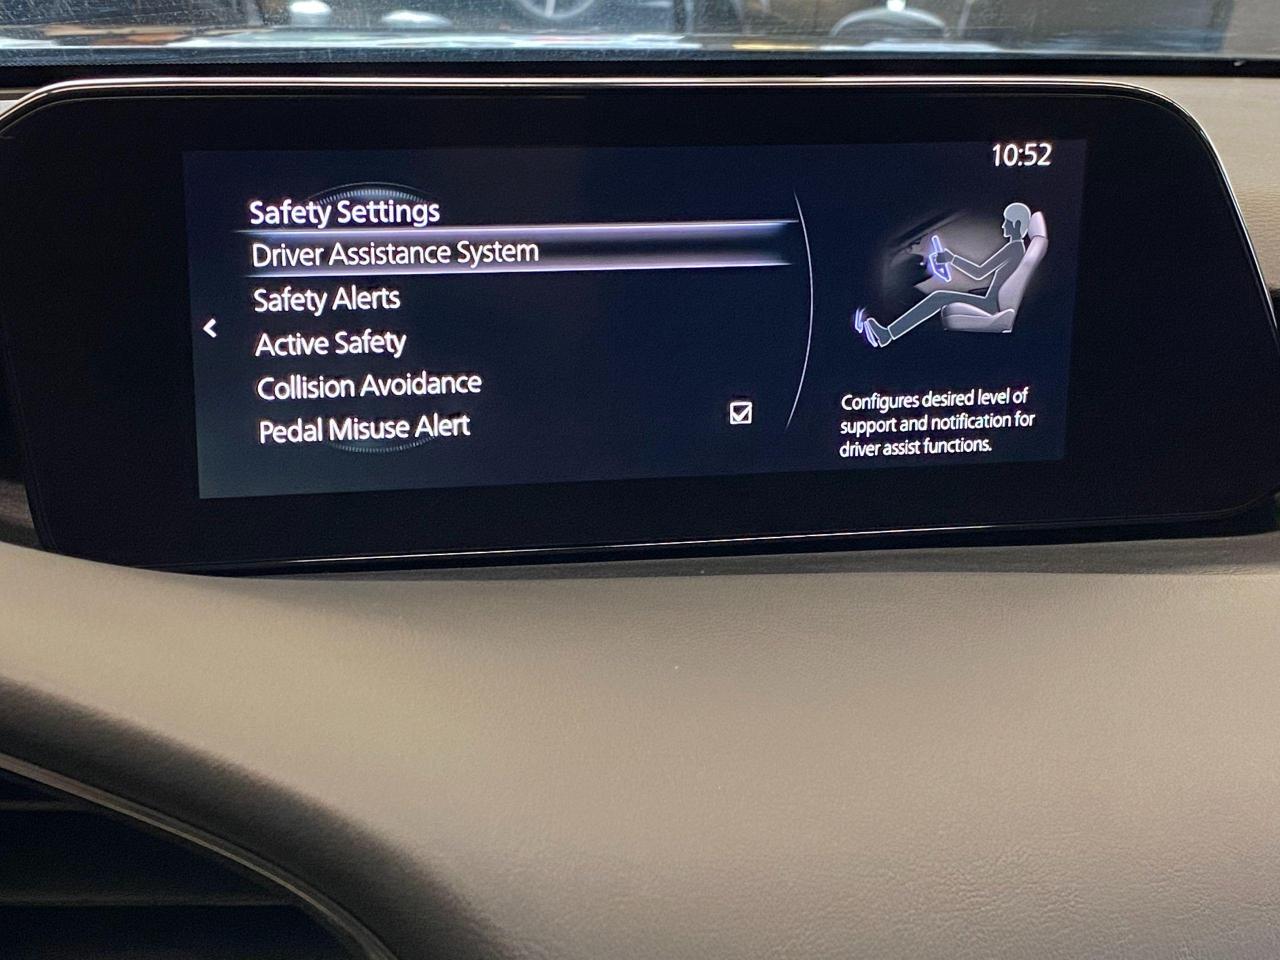 10:52
Safety Settings
Driver Assistance System
Safety Alerts
Active Safety
Collision Avoidance
Pedal Misuse Alert
Configures desired level of
support and notification for
driver assist functions.